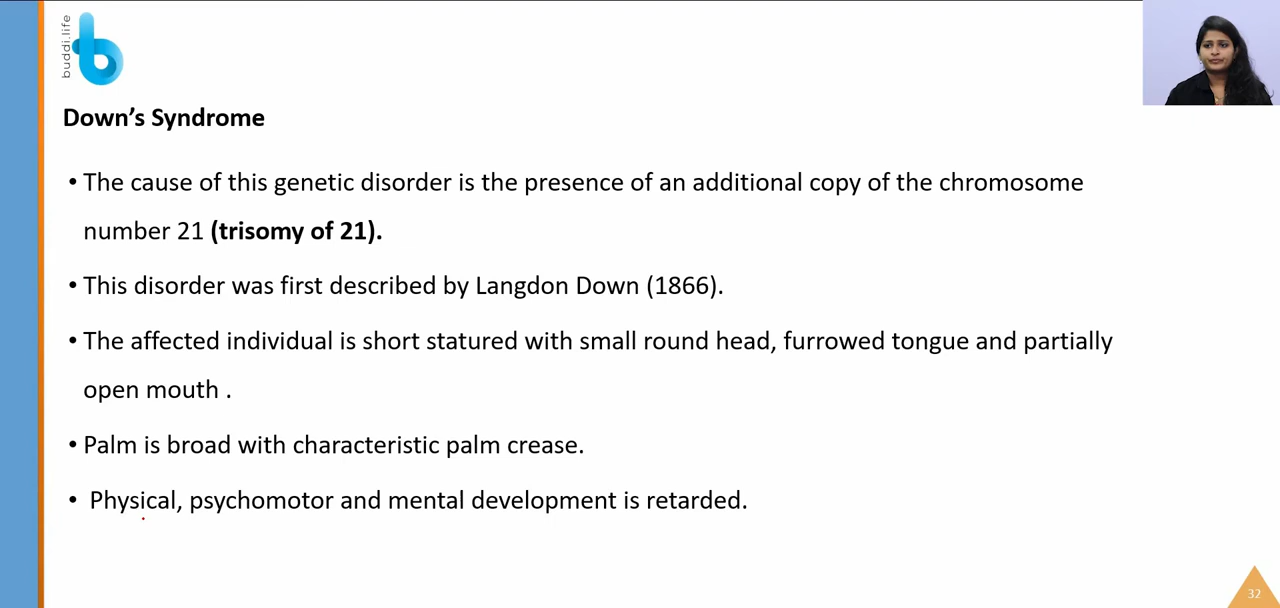 buddi.life
Down’s Syndrome
• The cause of this genetic disorder is the presence of an additional copy of the chromosome
number 21 (trisomy of 21).
• This disorder was first described by Langdon Down (1866).
• The affected individual is short statured with small round head, furrowed tongue and partially
open mouth .
• Palm is broad with characteristic palm crease.
• Physical, psychomotor and mental development is retarded.
32